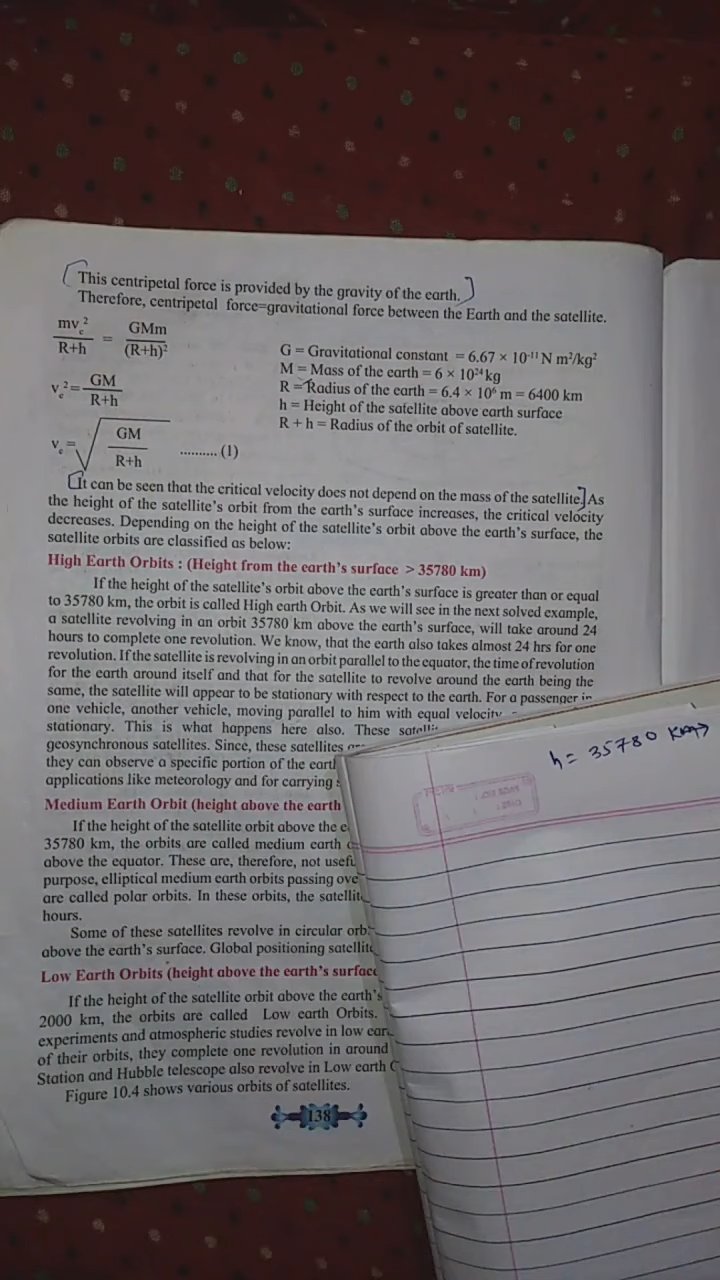 This centripetal force is provided by the gravity of the earth.
Therefore, centripetal force=gravitational force between the Earth and the satellite.
mv_c² / R+h = GMm / (R+h)²
v_c² = GM / R+h
v_c = √(GM / R+h) .......... (1)
G = Gravitational constant = 6.67 × 10⁻¹¹ N m²/kg²
M = Mass of the earth = 6 × 10²⁴ kg
R = Radius of the earth = 6.4 × 10⁶ m = 6400 km
h = Height of the satellite above earth surface
R + h = Radius of the orbit of satellite.
It can be seen that the critical velocity does not depend on the mass of the satellite. As
the height of the satellite's orbit from the earth's surface increases, the critical velocity
decreases. Depending on the height of the satellite's orbit above the earth's surface, the
satellite orbits are classified as below:
High Earth Orbits : (Height from the earth's surface > 35780 km)
If the height of the satellite's orbit above the earth's surface is greater than or equal
to 35780 km, the orbit is called High earth Orbit. As we will see in the next solved example,
a satellite revolving in an orbit 35780 km above the earth's surface, will take around 24
hours to complete one revolution. We know, that the earth also takes almost 24 hrs for one
revolution. If the satellite is revolving in an orbit parallel to the equator, the time of revolution
for the earth around itself and that for the satellite to revolve around the earth being the
same, the satellite will appear to be stationary with respect to the earth. For a passenger in
one vehicle, another vehicle, moving parallel to him with equal velocity
stationary. This is what happens here also. These
geosynchronous satellites. Since, these satellites
they can observe a specific portion of the
applications like meteorology and for carrying
Medium Earth Orbit (height above the earth
If the height of the satellite orbit above the
35780 km, the orbits are called medium earth
above the equator. These are, therefore, not
purpose, elliptical medium earth orbits passing
are called polar orbits. In these orbits, the
hours.
Some of these satellites revolve in circular
above the earth's surface. Global positioning
Low Earth Orbits (height above the earth's
If the height of the satellite orbit above the earth's
2000 km, the orbits are called Low earth Orbits.
experiments and atmospheric studies revolve in low
of their orbits, they complete one revolution in around
Station and Hubble telescope also revolve in Low earth
Figure 10.4 shows various orbits of satellites.
138
h = 35780 km